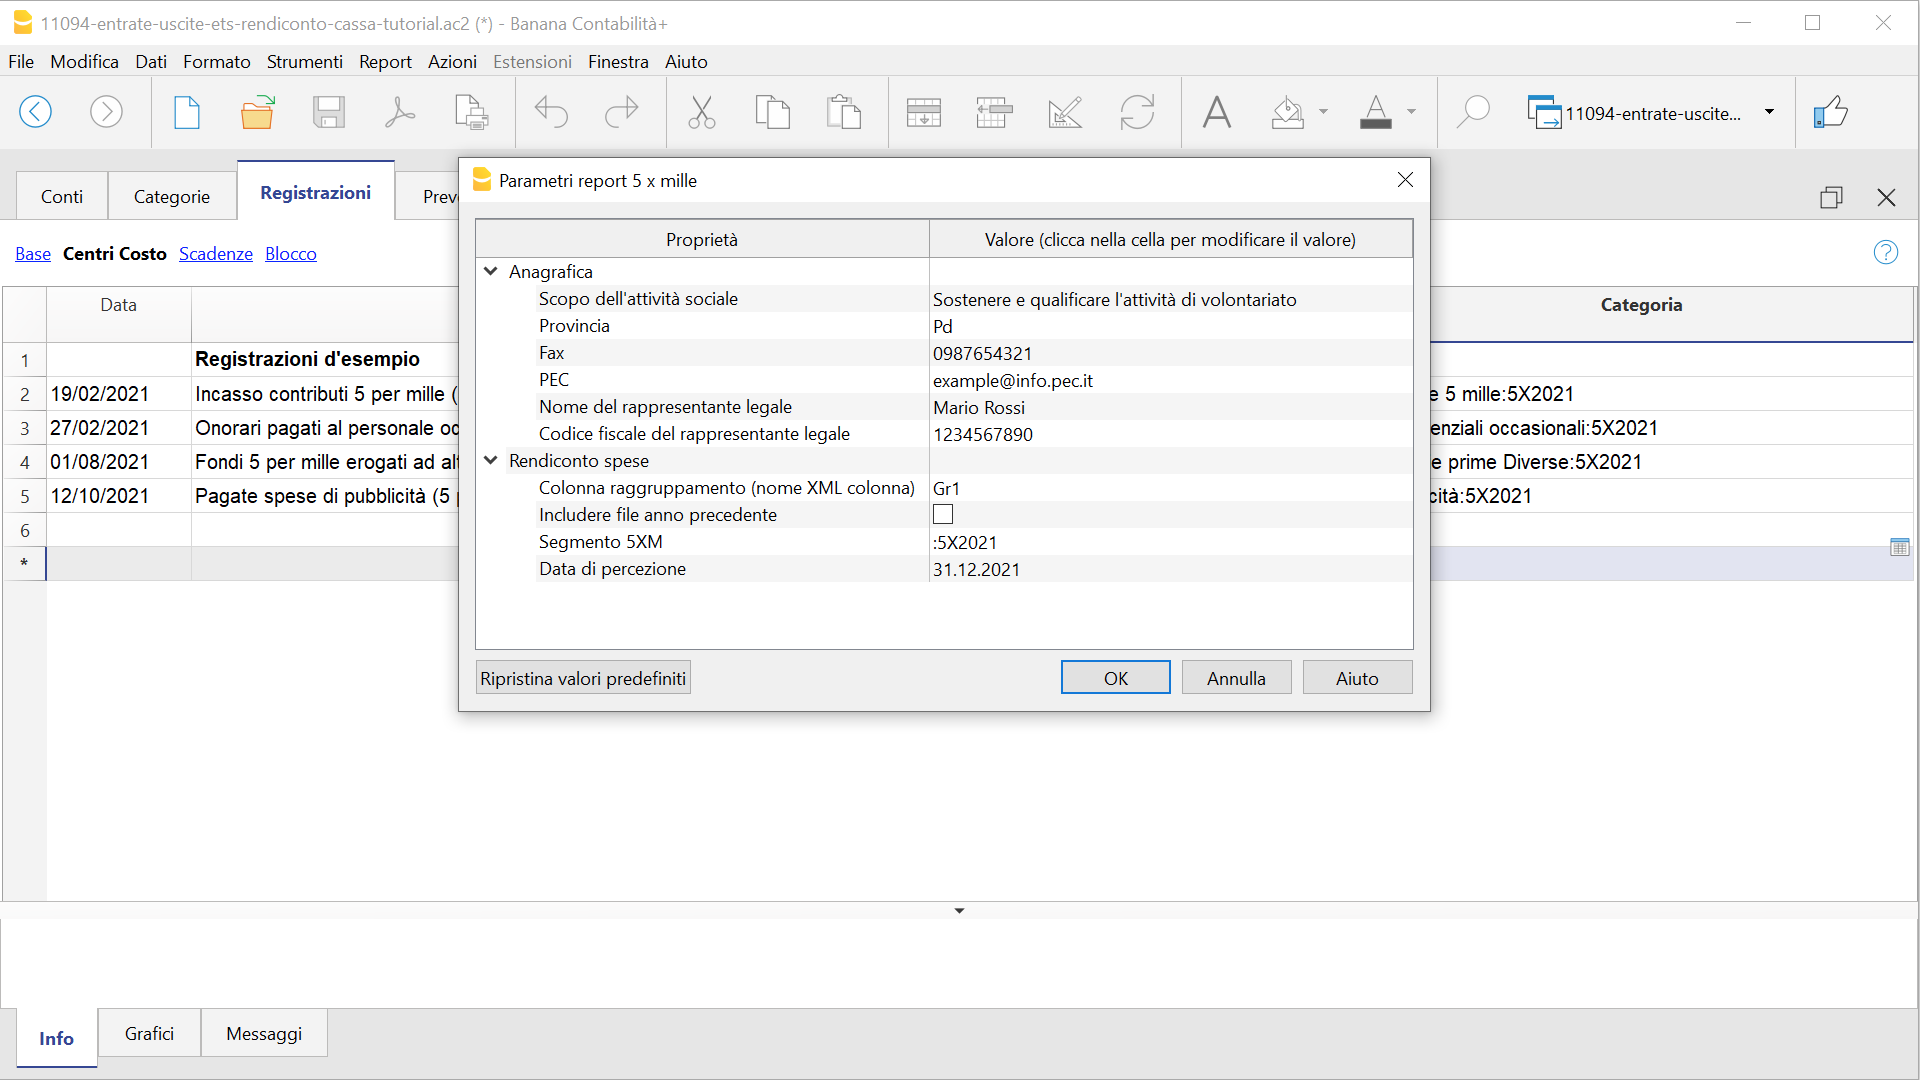 11094-entrate-uscite-ets-rendiconto-cassa-tutorial.ac2 (*) - Banana Contabilità+
File Modifica Dati Formato Strumenti Report Azioni Estensioni Finestra Aiuto
11094-entrate-uscite...
Conti Categorie Registrazioni Prev
Base Centri Costo Scadenze Blocco
Data Categoria
1 Registrazioni d'esempio
2 19/02/2021 Incasso contributi 5 per mille ( e 5 mille:5X2021
3 27/02/2021 Onorari pagati al personale oc enziali occasionali:5X2021
4 01/08/2021 Fondi 5 per mille erogati ad alt e prime Diverse:5X2021
5 12/10/2021 Pagate spese di pubblicità (5 p cità:5X2021
6
*
Parametri report 5 x mille
Proprietà Valore (clicca nella cella per modificare il valore)
Anagrafica
Scopo dell'attività sociale Sostenere e qualificare l'attività di volontariato
Provincia Pd
Fax 0987654321
PEC example@info.pec.it
Nome del rappresentante legale Mario Rossi
Codice fiscale del rappresentante legale 1234567890
Rendiconto spese
Colonna raggruppamento (nome XML colonna) Gr1
Includere file anno precedente
Segmento 5XM :5X2021
Data di percezione 31.12.2021
Ripristina valori predefiniti OK Annulla Aiuto
Info Grafici Messaggi